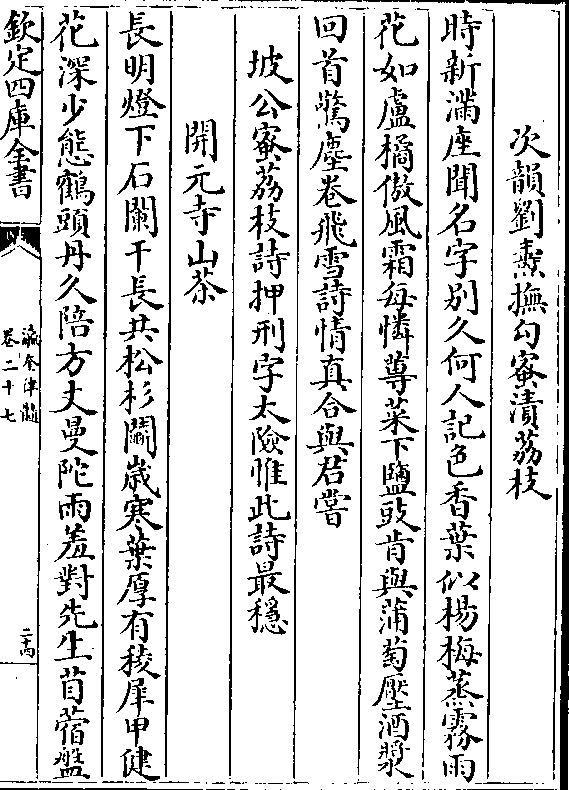 次韻劉燾撫勾蜜漬荔枝
時新滿座聞名字別久何人記色香葉似楊梅蒸霧雨
花如盧橘傲風霜每憐蓴菜下鹽豉肯與蒲萄壓酒漿
回首驚塵卷飛雪詩情真合與君嘗
坡公蜜荔枝詩押刑字太險惟此詩最穩
開元寺山茶
長明燈下石闌干長共松杉鬭歲寒葉厚有稜犀甲健
花深少態鶴頭丹久陪方丈曼陀雨羞對先生苜蓿盤
欽定四庫全書
瀛奎律髓
卷二十七
二十四